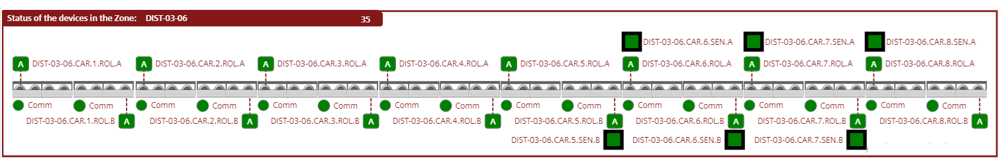 Status of the devices in the Zone: DIST-03-06 35
DIST-03-06.CAR.6.SEN.A DIST-03-06.CAR.7.SEN.A DIST-03-06.CAR.8.SEN.A
A DIST-03-06.CAR.1.ROL.A A DIST-03-06.CAR.2.ROL.A A DIST-03-06.CAR.3.ROL.A A DIST-03-06.CAR.4.ROL.A A DIST-03-06.CAR.5.ROL.A A DIST-03-06.CAR.6.ROL.A A DIST-03-06.CAR.7.ROL.A A DIST-03-06.CAR.8.ROL.A
Comm Comm Comm Comm Comm Comm Comm Comm Comm Comm Comm Comm Comm Comm Comm Comm
DIST-03-06.CAR.1.ROL.B A DIST-03-06.CAR.2.ROL.B A DIST-03-06.CAR.3.ROL.B A DIST-03-06.CAR.4.ROL.B A DIST-03-06.CAR.5.ROL.B A DIST-03-06.CAR.6.ROL.B A DIST-03-06.CAR.7.ROL.B A DIST-03-06.CAR.8.ROL.B A
DIST-03-06.CAR.5.SEN.B DIST-03-06.CAR.6.SEN.B DIST-03-06.CAR.7.SEN.B